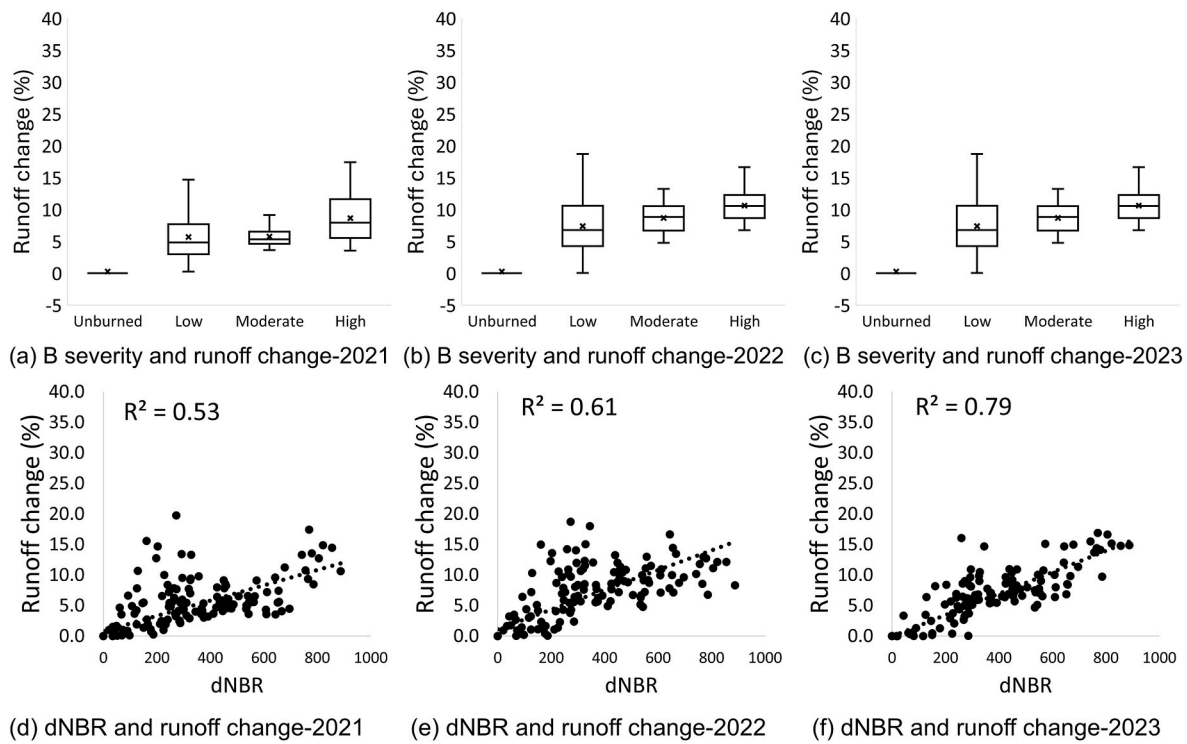 Runoff change (%)
40
35
30
25
20
15
10
5
0
-5
Unburned Low Moderate High
(a) B severity and runoff change-2021
Runoff change (%)
40
35
30
25
20
15
10
5
0
-5
Unburned Low Moderate High
(b) B severity and runoff change-2022
Runoff change (%)
40
35
30
25
20
15
10
5
0
-5
Unburned Low Moderate High
(c) B severity and runoff change-2023
Runoff change (%)
40.0
35.0
30.0
25.0
20.0
15.0
10.0
5.0
0.0
R² = 0.53
0 200 400 600 800 1000
dNBR
(d) dNBR and runoff change-2021
Runoff change (%)
40.0
35.0
30.0
25.0
20.0
15.0
10.0
5.0
0.0
R² = 0.61
0 200 400 600 800 1000
dNBR
(e) dNBR and runoff change-2022
Runoff change (%)
40.0
35.0
30.0
25.0
20.0
15.0
10.0
5.0
0.0
R² = 0.79
0 200 400 600 800 1000
dNBR
(f) dNBR and runoff change-2023